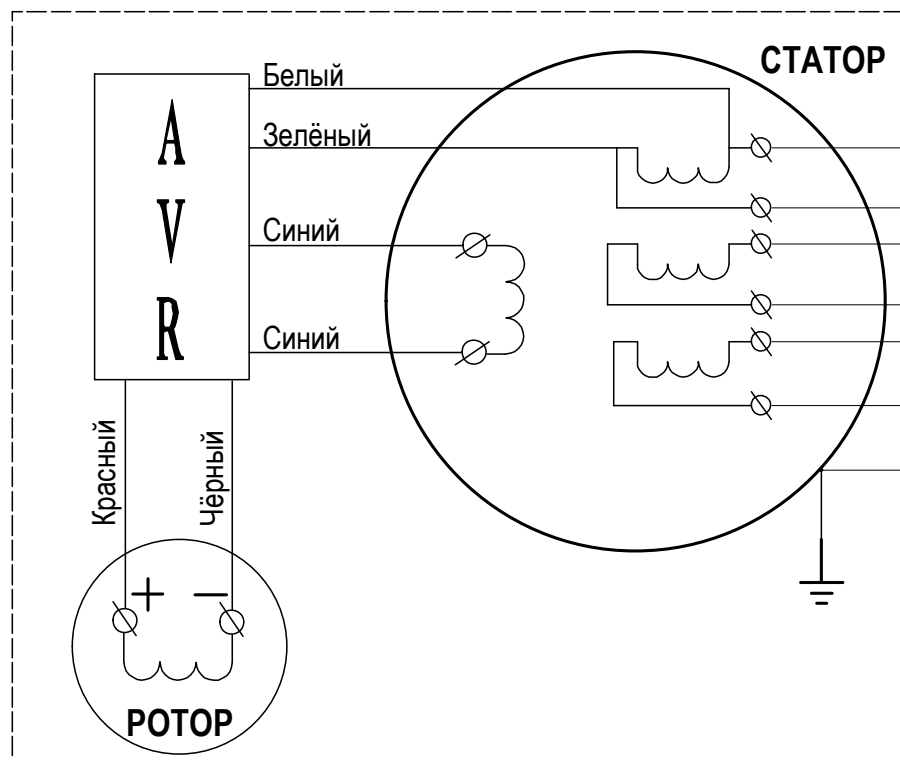 СТАТОР
Белый
Зелёный
A
V
R
Синий
Синий
Красный
Чёрный
+ −
РОТОР